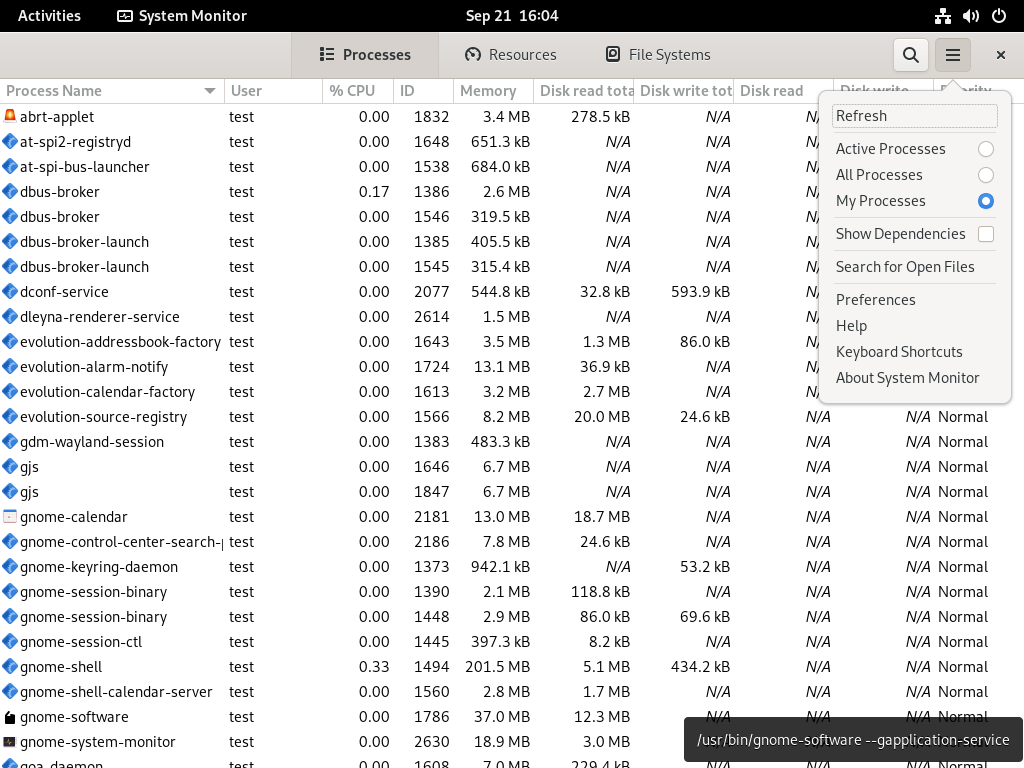 Activities System Monitor Sep 21 16:04
Processes Resources File Systems
Process Name User % CPU ID Memory Disk read tota Disk write tot Disk read Disk write Priority
abrt-applet test 0.00 1832 3.4 MB 278.5 kB N/A N/
at-spi2-registryd test 0.00 1648 651.3 kB N/A N/A N/
at-spi-bus-launcher test 0.00 1538 684.0 kB N/A N/A N/
dbus-broker test 0.17 1386 2.6 MB N/A N/A N/
dbus-broker test 0.00 1546 319.5 kB N/A N/A N/
dbus-broker-launch test 0.00 1385 405.5 kB N/A N/A N/
dbus-broker-launch test 0.00 1545 315.4 kB N/A N/A N/
dconf-service test 0.00 2077 544.8 kB 32.8 kB 593.9 kB N/
dleyna-renderer-service test 0.00 2614 1.5 MB N/A N/A N/
evolution-addressbook-factory test 0.00 1643 3.5 MB 1.3 MB 86.0 kB N/
evolution-alarm-notify test 0.00 1724 13.1 MB 36.9 kB N/A N/
evolution-calendar-factory test 0.00 1613 3.2 MB 2.7 MB N/A N/
evolution-source-registry test 0.00 1566 8.2 MB 20.0 MB 24.6 kB N/A N/A Normal
gdm-wayland-session test 0.00 1383 483.3 kB N/A N/A N/A N/A Normal
gjs test 0.00 1646 6.7 MB N/A N/A N/A N/A Normal
gjs test 0.00 1847 6.7 MB N/A N/A N/A N/A Normal
gnome-calendar test 0.00 2181 13.0 MB 18.7 MB N/A N/A N/A Normal
gnome-control-center-search-p test 0.00 2186 7.8 MB 24.6 kB N/A N/A N/A Normal
gnome-keyring-daemon test 0.00 1373 942.1 kB N/A 53.2 kB N/A N/A Normal
gnome-session-binary test 0.00 1390 2.1 MB 118.8 kB N/A N/A N/A Normal
gnome-session-binary test 0.00 1448 2.9 MB 86.0 kB 69.6 kB N/A N/A Normal
gnome-session-ctl test 0.00 1445 397.3 kB 8.2 kB N/A N/A N/A Normal
gnome-shell test 0.33 1494 201.5 MB 5.1 MB 434.2 kB N/A N/A Normal
gnome-shell-calendar-server test 0.00 1560 2.8 MB 1.7 MB N/A N/A N/A Normal
gnome-software test 0.00 1786 37.0 MB 12.3 MB N/A N/A N/A Normal
gnome-system-monitor test 0.00 2630 18.9 MB 3.0 MB
goa-daemon test 0.00 1608 7.0 MB 229.4 kB N/A N/A N/A Normal
Refresh
Active Processes
All Processes
My Processes
Show Dependencies
Search for Open Files
Preferences
Help
Keyboard Shortcuts
About System Monitor
/usr/bin/gnome-software --gapplication-service